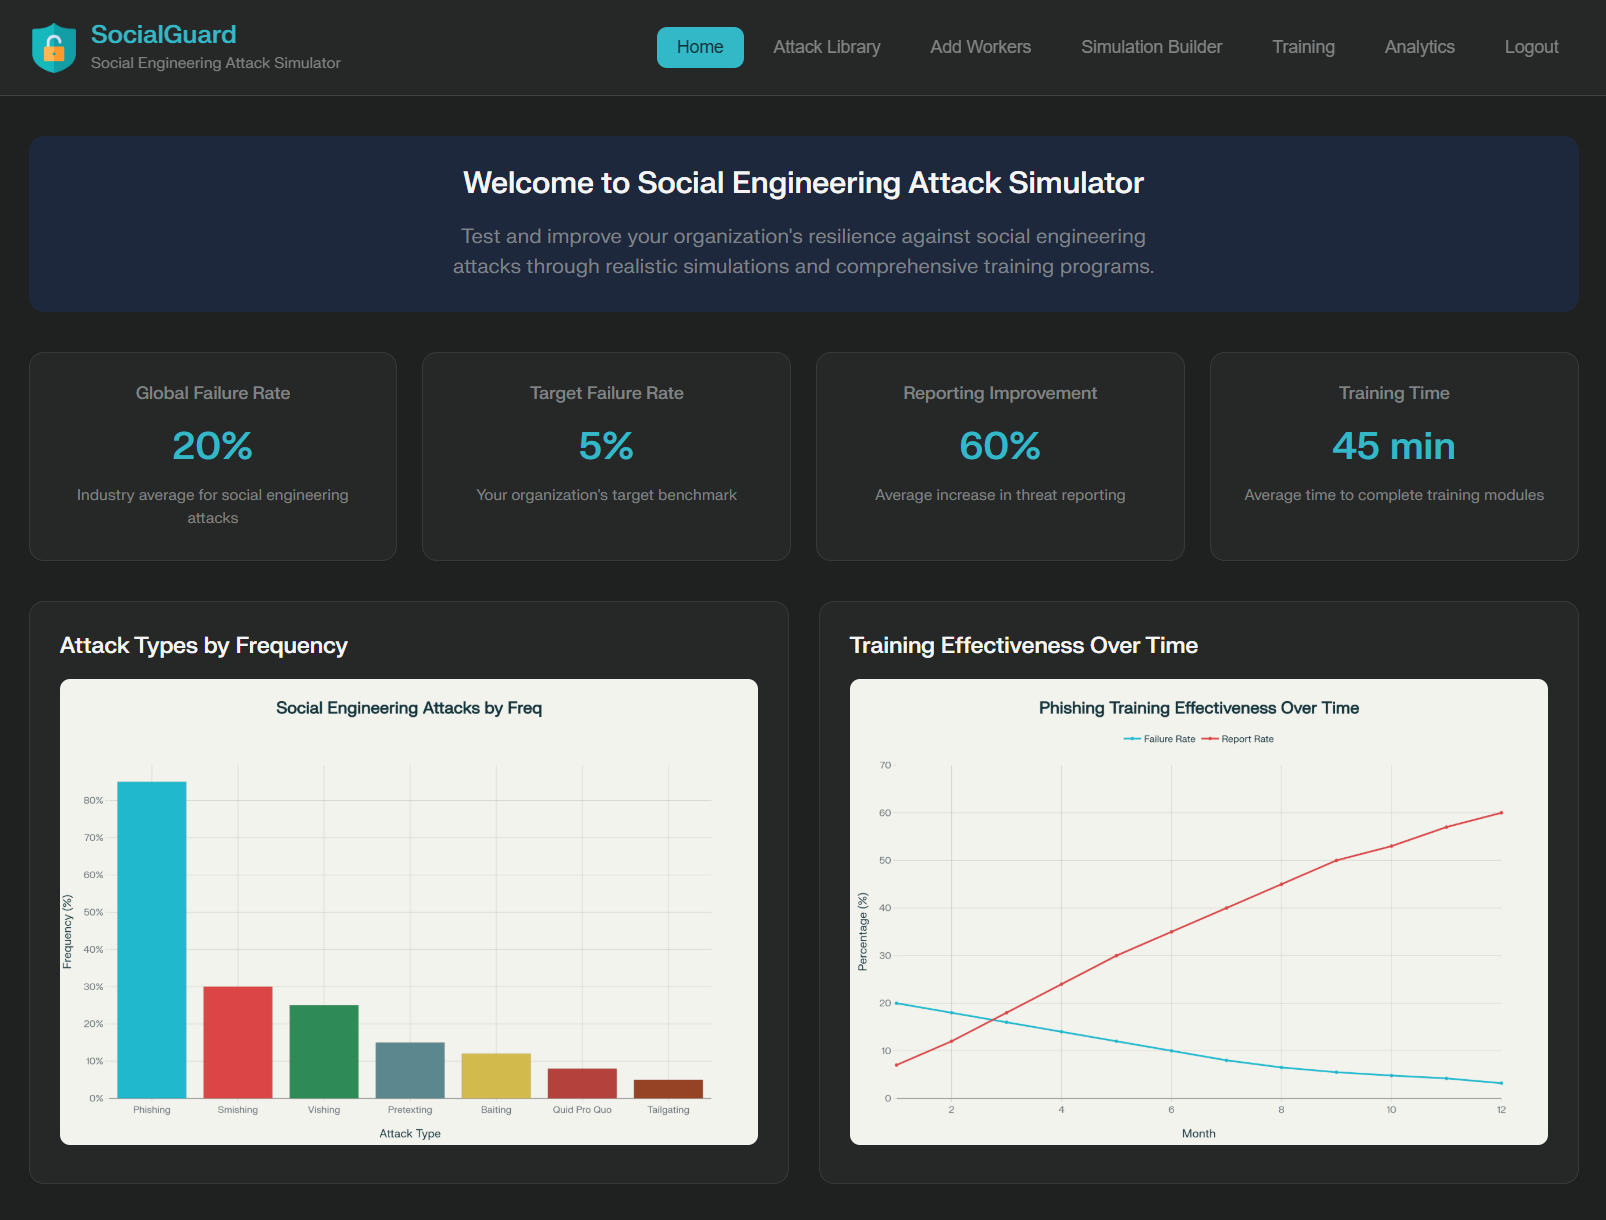 SocialGuard
Social Engineering Attack Simulator
Home
Attack Library
Add Workers
Simulation Builder
Training
Analytics
Logout
Welcome to Social Engineering Attack Simulator
Test and improve your organization's resilience against social engineering
attacks through realistic simulations and comprehensive training programs.
Global Failure Rate
20%
Industry average for social engineering
attacks
Target Failure Rate
5%
Your organization's target benchmark
Reporting Improvement
60%
Average increase in threat reporting
Training Time
45 min
Average time to complete training modules
Attack Types by Frequency
Social Engineering Attacks by Freq
80%
70%
60%
50%
40%
30%
20%
10%
0%
Frequency (%)
Phishing
Smishing
Vishing
Pretexting
Baiting
Quid Pro Quo
Tailgating
Attack Type
Training Effectiveness Over Time
Phishing Training Effectiveness Over Time
Failure Rate
Report Rate
70
60
50
40
30
20
10
0
Percentage (%)
2
4
6
8
10
12
Month